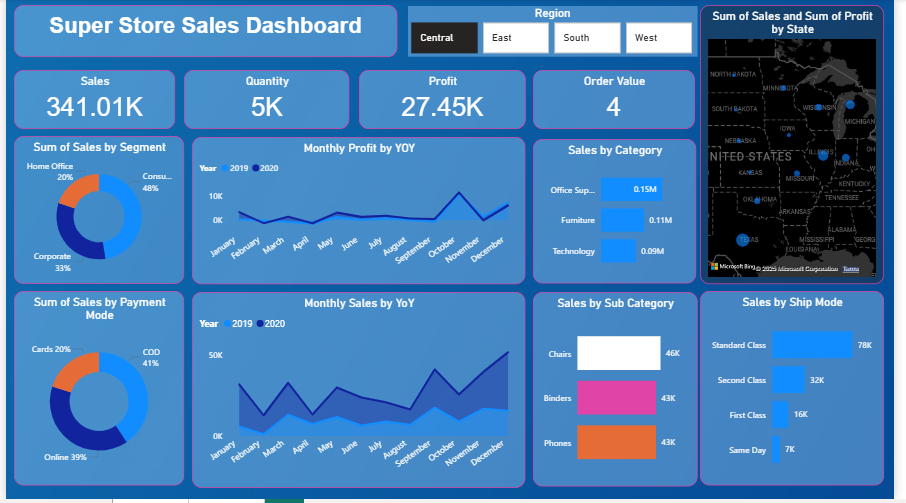 Super Store Sales Dashboard
Region
Central
East
South
West
Sum of Sales and Sum of Profit
by State
Sales
341.01K
Quantity
5K
Profit
27.45K
Order Value
4
NORTH DAKOTA
MINNESOTA
SOUTH DAKOTA
WISCONSIN
MICHIGAN
IOWA
NEBRASKA
ILLINOIS
INDIANA
OH
NITED STATES
KANSAS
MISSOURI
KENTUCKY
OKLAHOMA
TENNESSEE
ARKANSAS
ALABAMA
TEXAS
MISSISSIPPI
GEORG
LOUISIANA
Microsoft Bing
© 2025 Microsoft Corporation
Terms
Sum of Sales by Segment
Home Office
20%
Consu...
48%
Corporate
33%
Monthly Profit by YOY
Year 2019 2020
10K
0K
January
February
March
April
May
June
July
August
September
October
November
December
Sales by Category
Office Sup...
0.15M
Furniture
0.11M
Technology
0.09M
Sum of Sales by Payment
Mode
Cards 20%
COD
41%
Online 39%
Monthly Sales by YoY
Year 2019 2020
50K
0K
January
February
March
April
May
June
July
August
September
October
November
December
Sales by Sub Category
Chairs
46K
Binders
43K
Phones
43K
Sales by Ship Mode
Standard Class
78K
Second Class
32K
First Class
16K
Same Day
7K